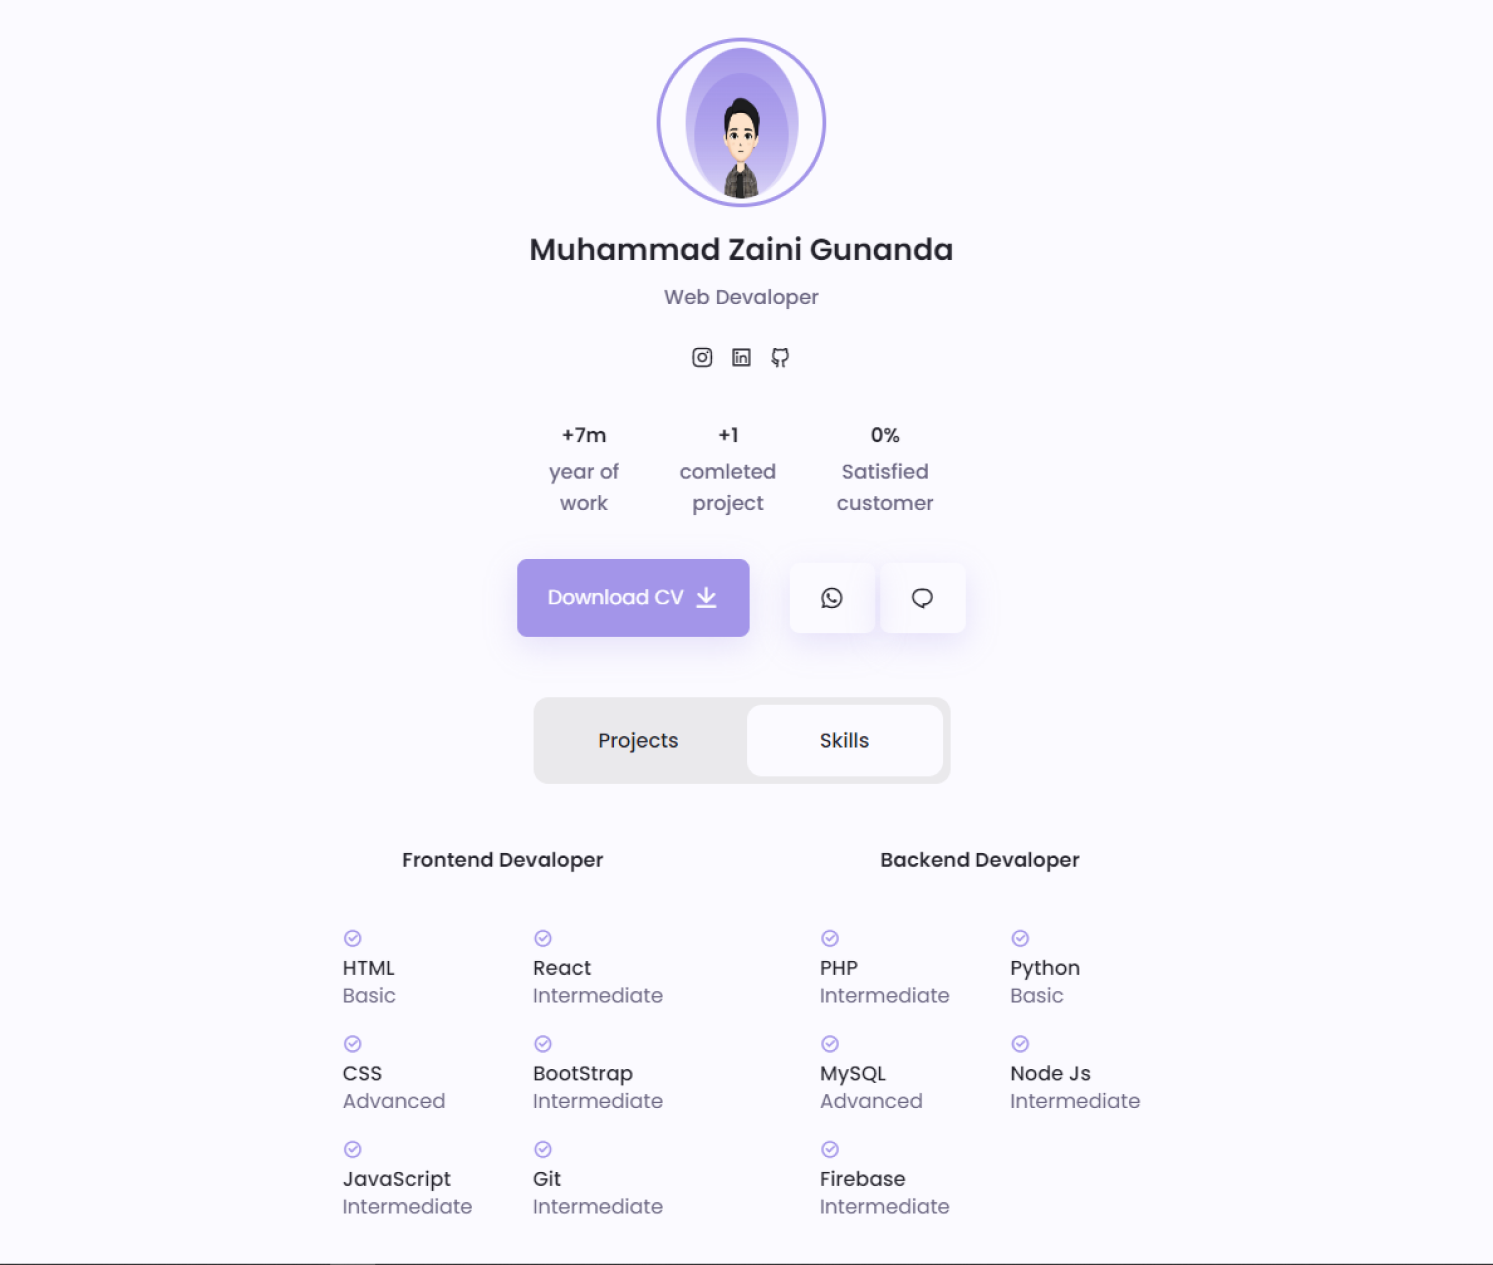 Muhammad Zaini Gunanda
Web Devaloper
+7m
year of
work
+1
comleted
project
0%
Satisfied
customer
Download CV
Projects
Skills
Frontend Devaloper
HTML
Basic
React
Intermediate
CSS
Advanced
BootStrap
Intermediate
JavaScript
Intermediate
Git
Intermediate
Backend Devaloper
PHP
Intermediate
Python
Basic
MySQL
Advanced
Node Js
Intermediate
Firebase
Intermediate